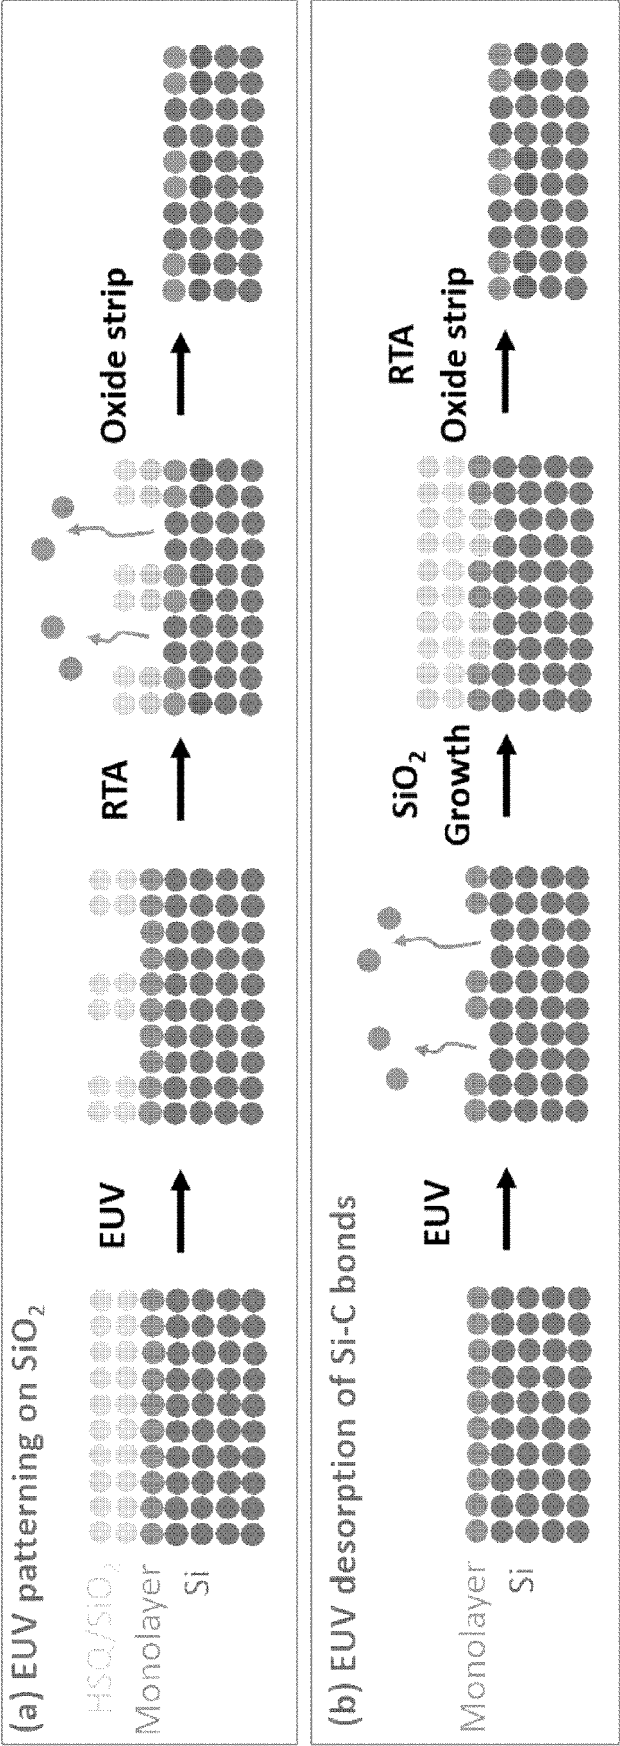 (a) EUV patterning on SiO₂
HSQ/SiO₂
Monolayer
Si
EUV
RTA
Oxide strip
(b) EUV desorption of Si-C bonds
Monolayer
Si
EUV
SiO₂
Growth
RTA
Oxide strip